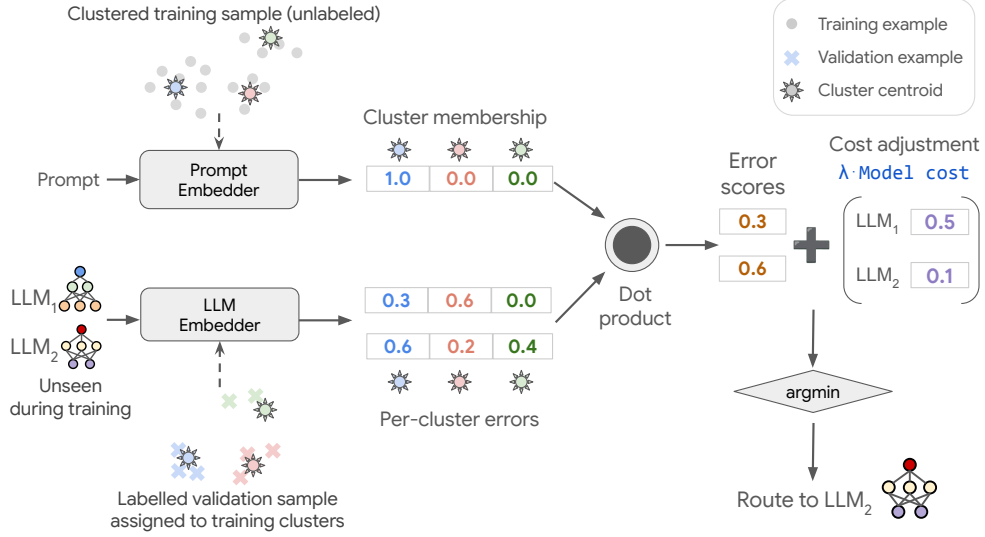 Clustered training sample (unlabeled)
Training example
Validation example
Cluster centroid
Prompt
Prompt
Embedder
Cluster membership
1.0 0.0 0.0
Error
scores
0.3
0.6
Cost adjustment
λ·Model cost
LLM1 0.5
LLM2 0.1
Dot
product
LLM1
LLM2
Unseen
during training
LLM
Embedder
0.3 0.6 0.0
0.6 0.2 0.4
Per-cluster errors
Labelled validation sample
assigned to training clusters
argmin
Route to LLM2